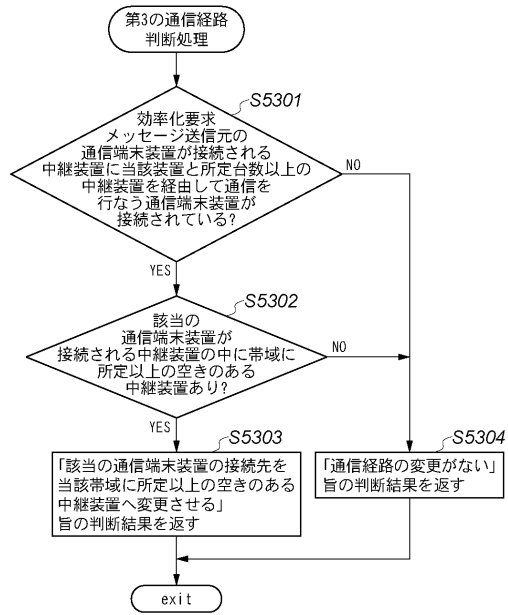 第3の通信経路
判断処理
S5301
効率化要求
メッセージ送信元の
通信端末装置が接続される
中継装置に当該装置と所定台数以上の
中継装置を経由して通信を
行なう通信端末装置が
接続されている?
NO
YES
S5302
該当の
通信端末装置が
接続される中継装置の中に帯域に
所定以上の空きのある
中継装置あり?
NO
YES
S5303
「該当の通信端末装置の接続先を
当該帯域に所定以上の空きのある
中継装置へ変更させる」
旨の判断結果を返す
S5304
「通信経路の変更がない」
旨の判断結果を返す
exit